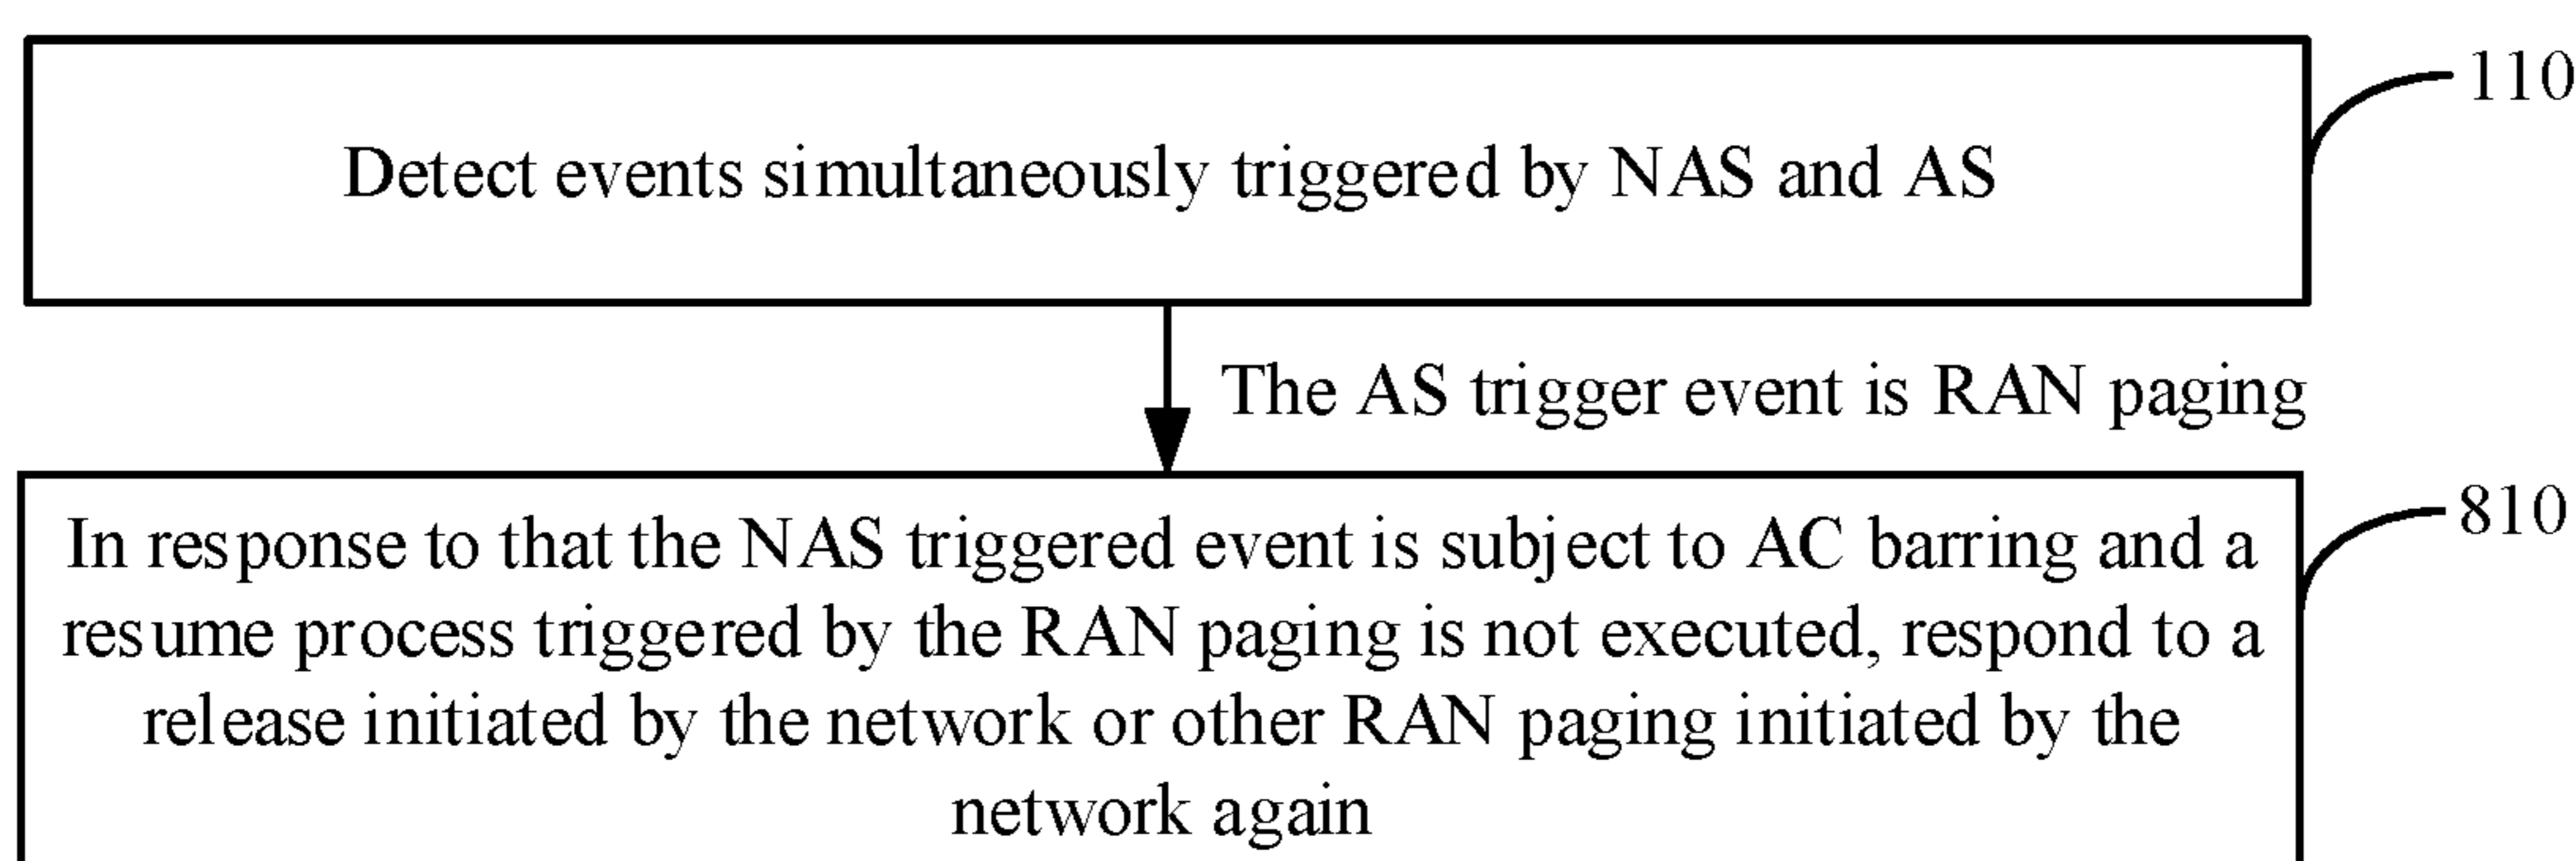 110
Detect events simultaneously triggered by NAS and AS
The AS trigger event is RAN paging
810
In response to that the NAS triggered event is subject to AC barring and a
resume process triggered by the RAN paging is not executed, respond to a
release initiated by the network or other RAN paging initiated by the
network again